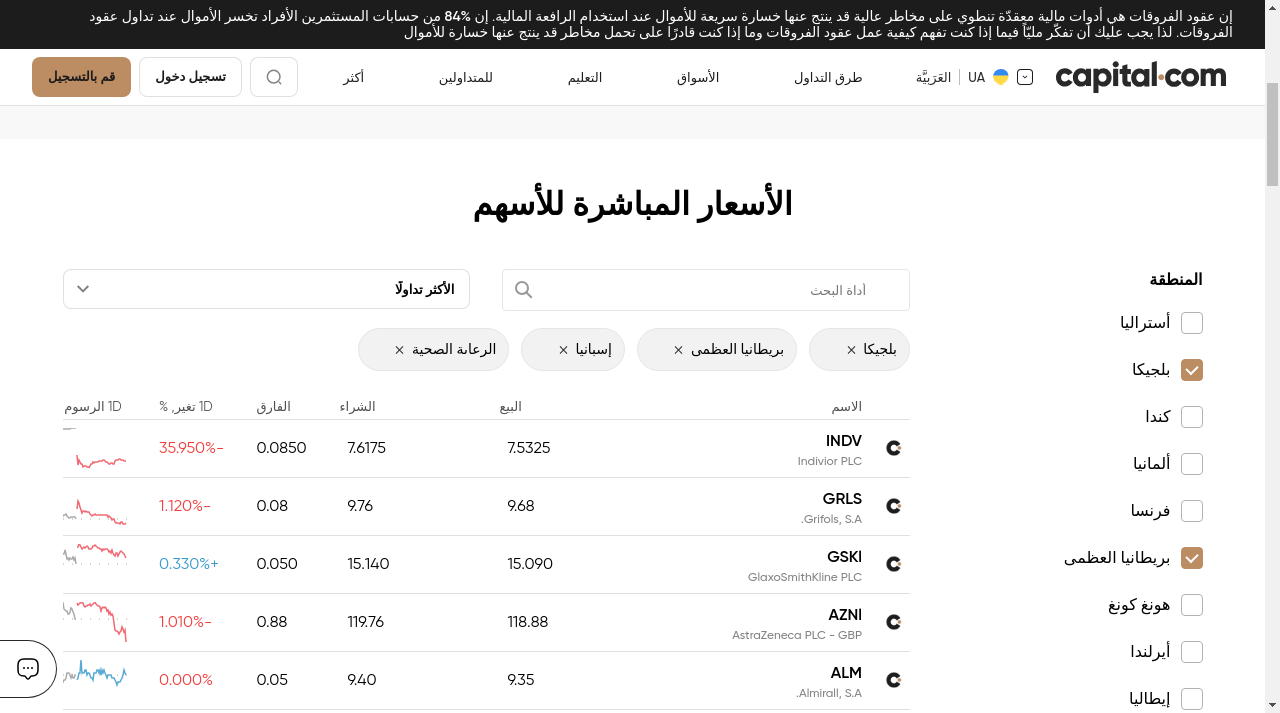 إن عقود الفروقات هي أدوات مالية معقدّة تنطوي على مخاطر عالية قد ينتج عنها خسارة سريعة للأموال عند استخدام الرافعة المالية. إن 84% من حسابات المستثمرين الأفراد تخسر الأموال عند تداول عقود
الفروقات. لذا يجب عليك أن تفكّر مليّاً فيما إذا كنت تفهم كيفية عمل عقود الفروقات وما إذا كنت قادرًا على تحمل مخاطر قد ينتج عنها خسارة للأموال
capital.com
UA العَرَبيَّة
طرق التداول
الأسواق
التعليم
للمتداولين
أكثر
تسجيل دخول
قم بالتسجيل
الأسعار المباشرة للأسهم
المنطقة
أستراليا
بلجيكا
كندا
ألمانيا
فرنسا
بريطانيا العظمى
هونغ كونغ
أيرلندا
إيطاليا
أداة البحث
الأكثر تداولًا
بلجيكا
بريطانيا العظمى
إسبانيا
الرعاىة الصحية
الاسم البيع الشراء الفارق 1D تغير, % 1D الرسوم
INDV 7.5325 7.6175 0.0850 35.950%-
Indivior PLC
GRLS 9.68 9.76 0.08 1.120%-
.Grifols, S.A
GSKl 15.090 15.140 0.050 0.330%+
GlaxoSmithKline PLC
AZNl 118.88 119.76 0.88 1.010%-
AstraZeneca PLC - GBP
ALM 9.35 9.40 0.05 0.000%
.Almirall, S.A